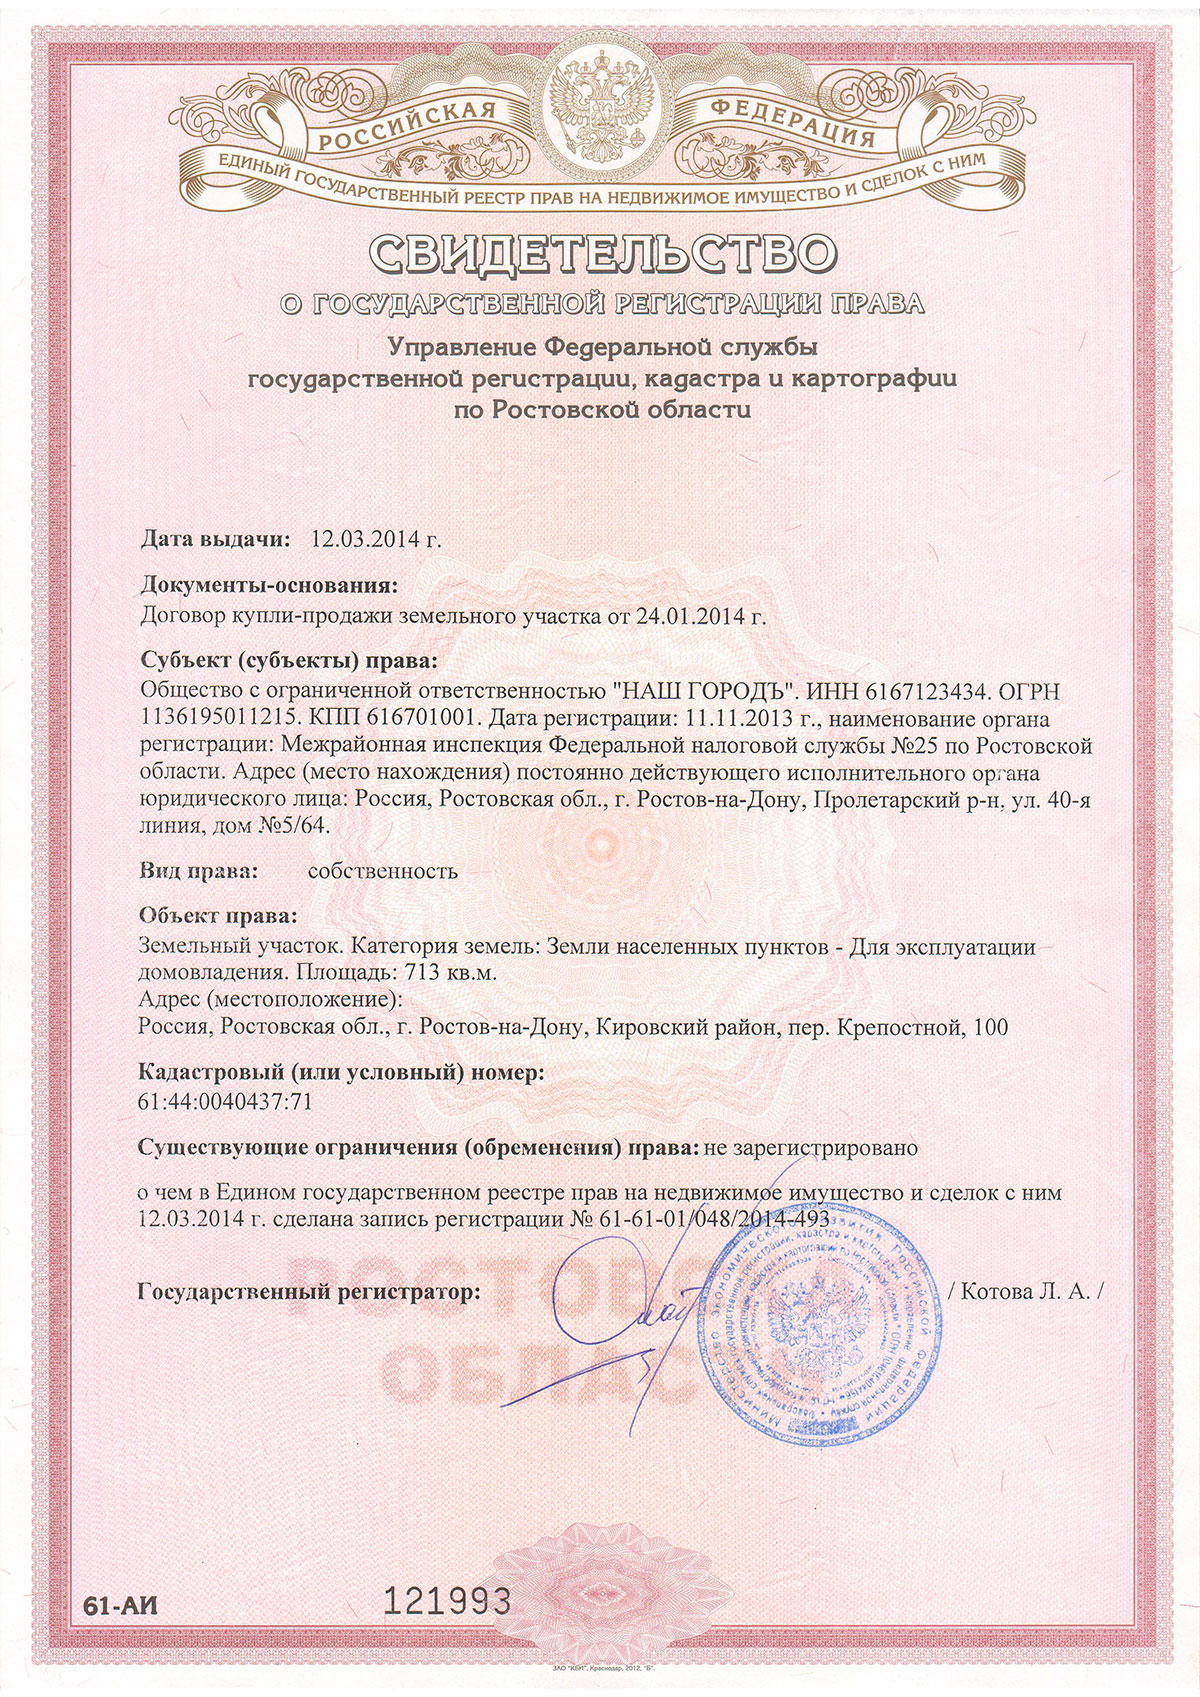 РОССИЙСКАЯ ФЕДЕРАЦИЯ
ЕДИНЫЙ ГОСУДАРСТВЕННЫЙ РЕЕСТР ПРАВ НА НЕДВИЖИМОЕ ИМУЩЕСТВО И СДЕЛОК С НИМ
СВИДЕТЕЛЬСТВО
О ГОСУДАРСТВЕННОЙ РЕГИСТРАЦИИ ПРАВА
Управление Федеральной службы
государственной регистрации, кадастра и картографии
по Ростовской области
Дата выдачи: 12.03.2014 г.
Документы-основания:
Договор купли-продажи земельного участка от 24.01.2014 г.
Субъект (субъекты) права:
Общество с ограниченной ответственностью "НАШ ГОРОДЪ". ИНН 6167123434. ОГРН
1136195011215. КПП 616701001. Дата регистрации: 11.11.2013 г., наименование органа
регистрации: Межрайонная инспекция Федеральной налоговой службы №25 по Ростовской
области. Адрес (место нахождения) постоянно действующего исполнительного органа
юридического лица: Россия, Ростовская обл., г. Ростов-на-Дону, Пролетарский р-н, ул. 40-я
линия, дом №5/64.
Вид права: собственность
Объект права:
Земельный участок. Категория земель: Земли населенных пунктов - Для эксплуатации
домовладения. Площадь: 713 кв.м.
Адрес (местоположение):
Россия, Ростовская обл., г. Ростов-на-Дону, Кировский район, пер. Крепостной, 100
Кадастровый (или условный) номер:
61:44:0040437:71
Существующие ограничения (обременения) права: не зарегистрировано
о чем в Едином государственном реестре прав на недвижимое имущество и сделок с ним
12.03.2014 г. сделана запись регистрации № 61-61-01/048/2014-493
Государственный регистратор: / Котова Л. А. /
61-АИ 121993
ЗАО "КБИ", Краснодар, 2012, "Б".